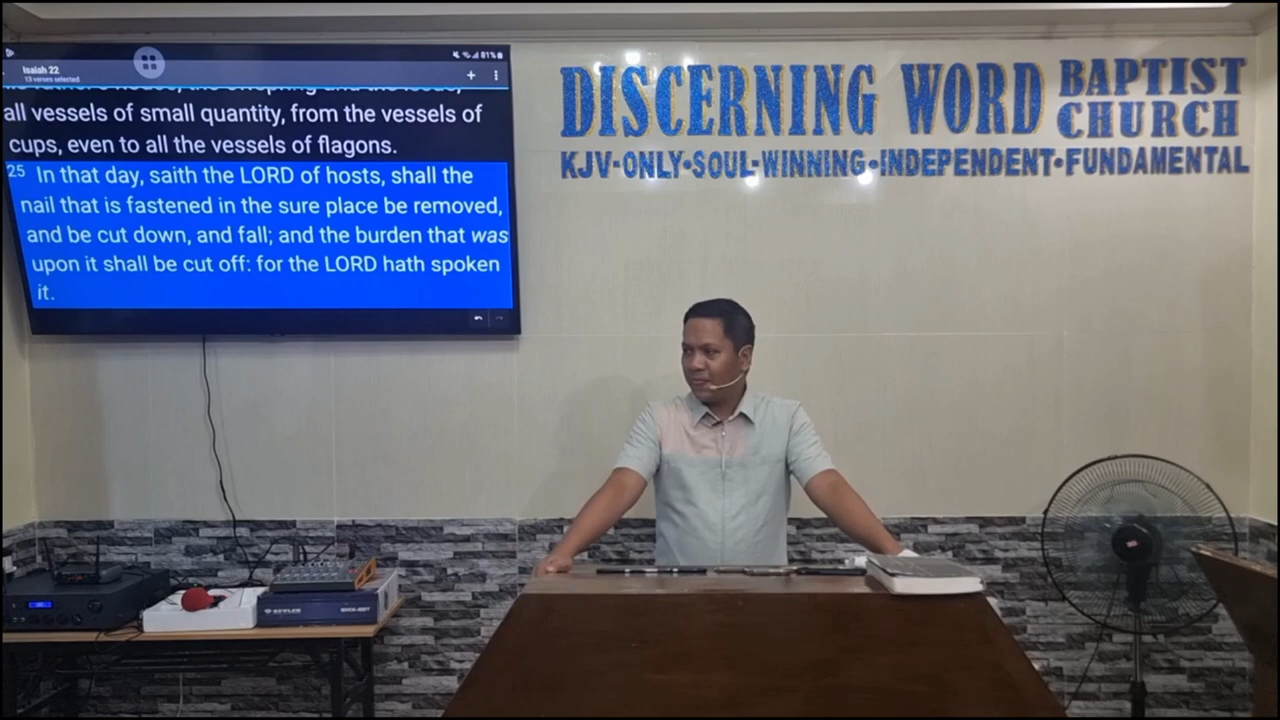 81%
Isaiah 22
13 verses selected
all vessels of small quantity, from the vessels of
cups, even to all the vessels of flagons.
25 In that day, saith the LORD of hosts, shall the
nail that is fastened in the sure place be removed,
and be cut down, and fall; and the burden that was
upon it shall be cut off: for the LORD hath spoken
it.
DISCERNING WORD BAPTIST CHURCH
KJV-ONLY•SOUL-WINNING•INDEPENDENT•FUNDAMENTAL